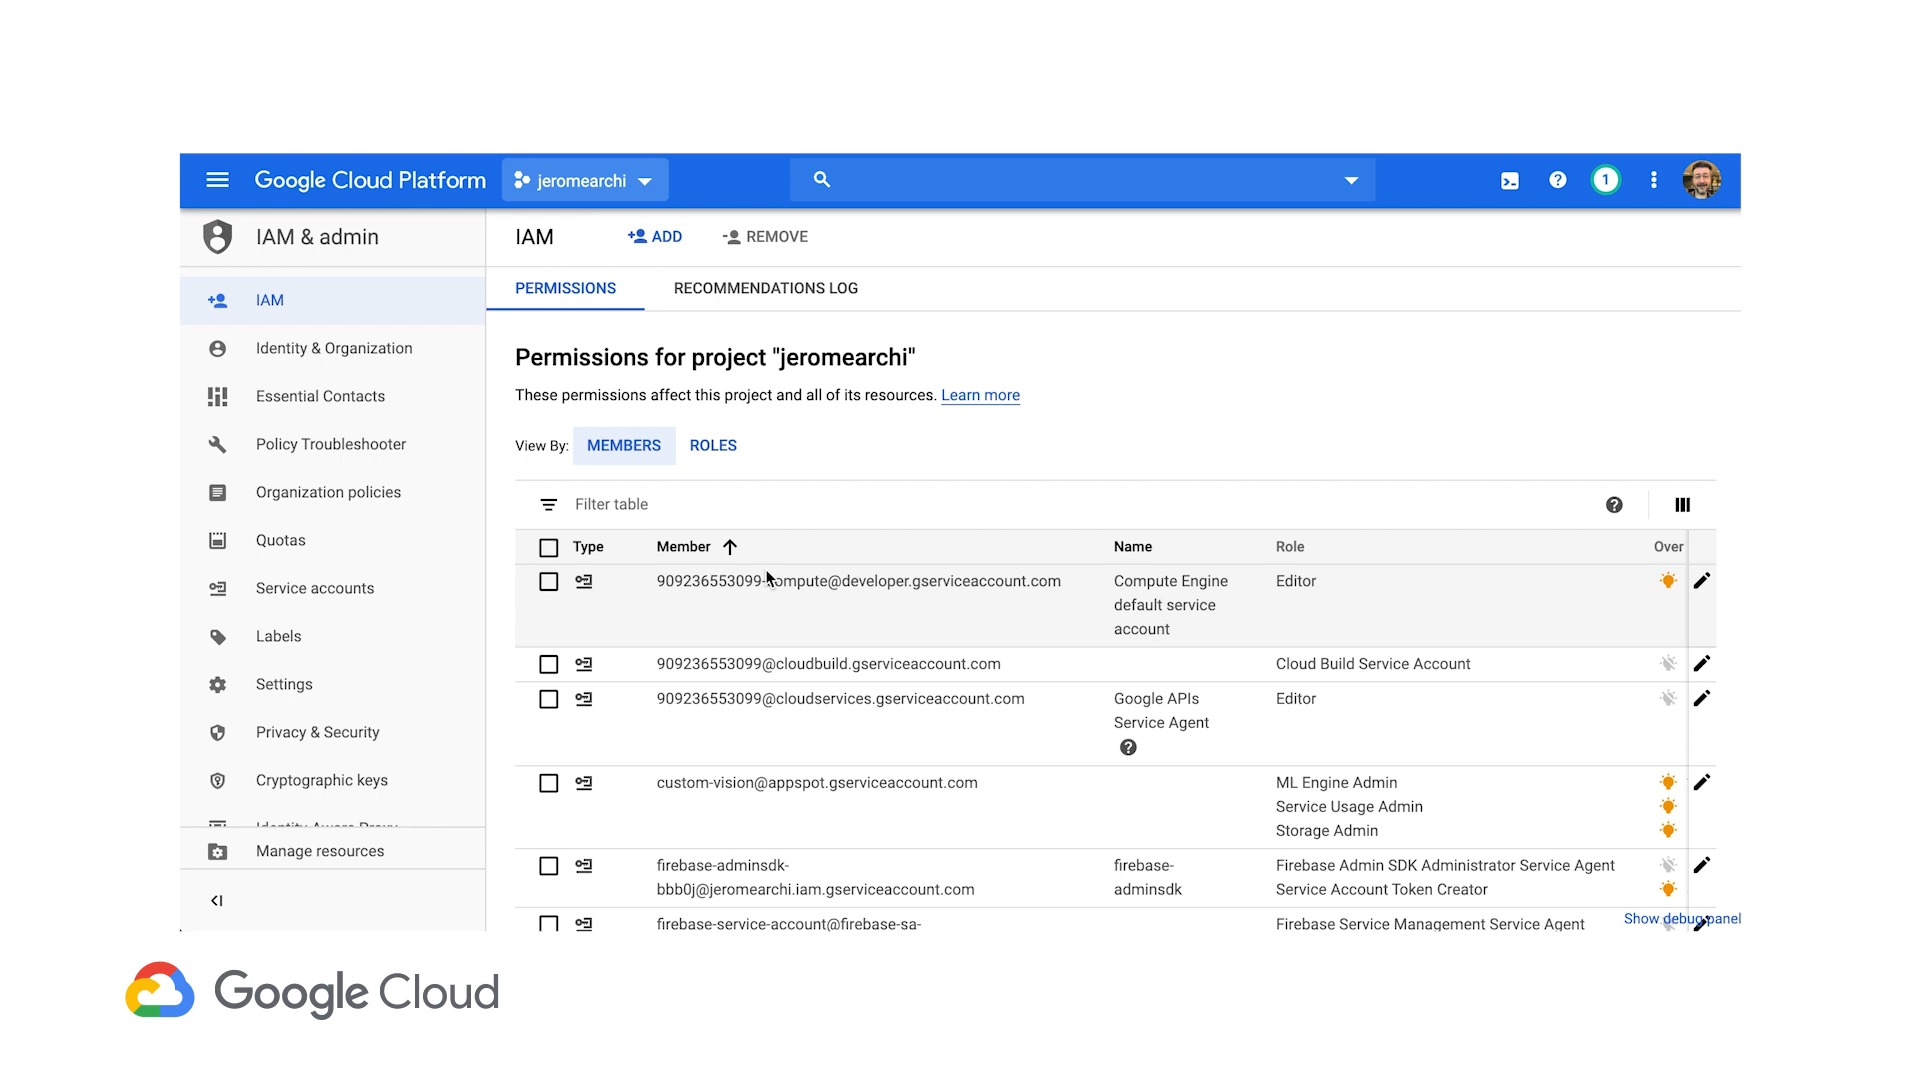 Google Cloud Platform
jeromearchi
1
IAM & admin
IAM
ADD
REMOVE
PERMISSIONS
RECOMMENDATIONS LOG
IAM
Identity & Organization
Essential Contacts
Policy Troubleshooter
Organization policies
Quotas
Service accounts
Labels
Settings
Privacy & Security
Cryptographic keys
Identity-Aware Proxy
Manage resources
Permissions for project "jeromearchi"
These permissions affect this project and all of its resources. Learn more
View By: MEMBERS ROLES
Filter table
Type Member Name Role Over
909236553099-compute@developer.gserviceaccount.com Compute Engine Editor
default service
account
909236553099@cloudbuild.gserviceaccount.com Cloud Build Service Account
909236553099@cloudservices.gserviceaccount.com Google APIs Editor
Service Agent
custom-vision@appspot.gserviceaccount.com ML Engine Admin
Service Usage Admin
Storage Admin
firebase-adminsdk- firebase- Firebase Admin SDK Administrator Service Agent
bbb0j@jeromearchi.iam.gserviceaccount.com adminsdk Service Account Token Creator
firebase-service-account@firebase-sa- Firebase Service Management Service Agent
Show debug panel
Google Cloud